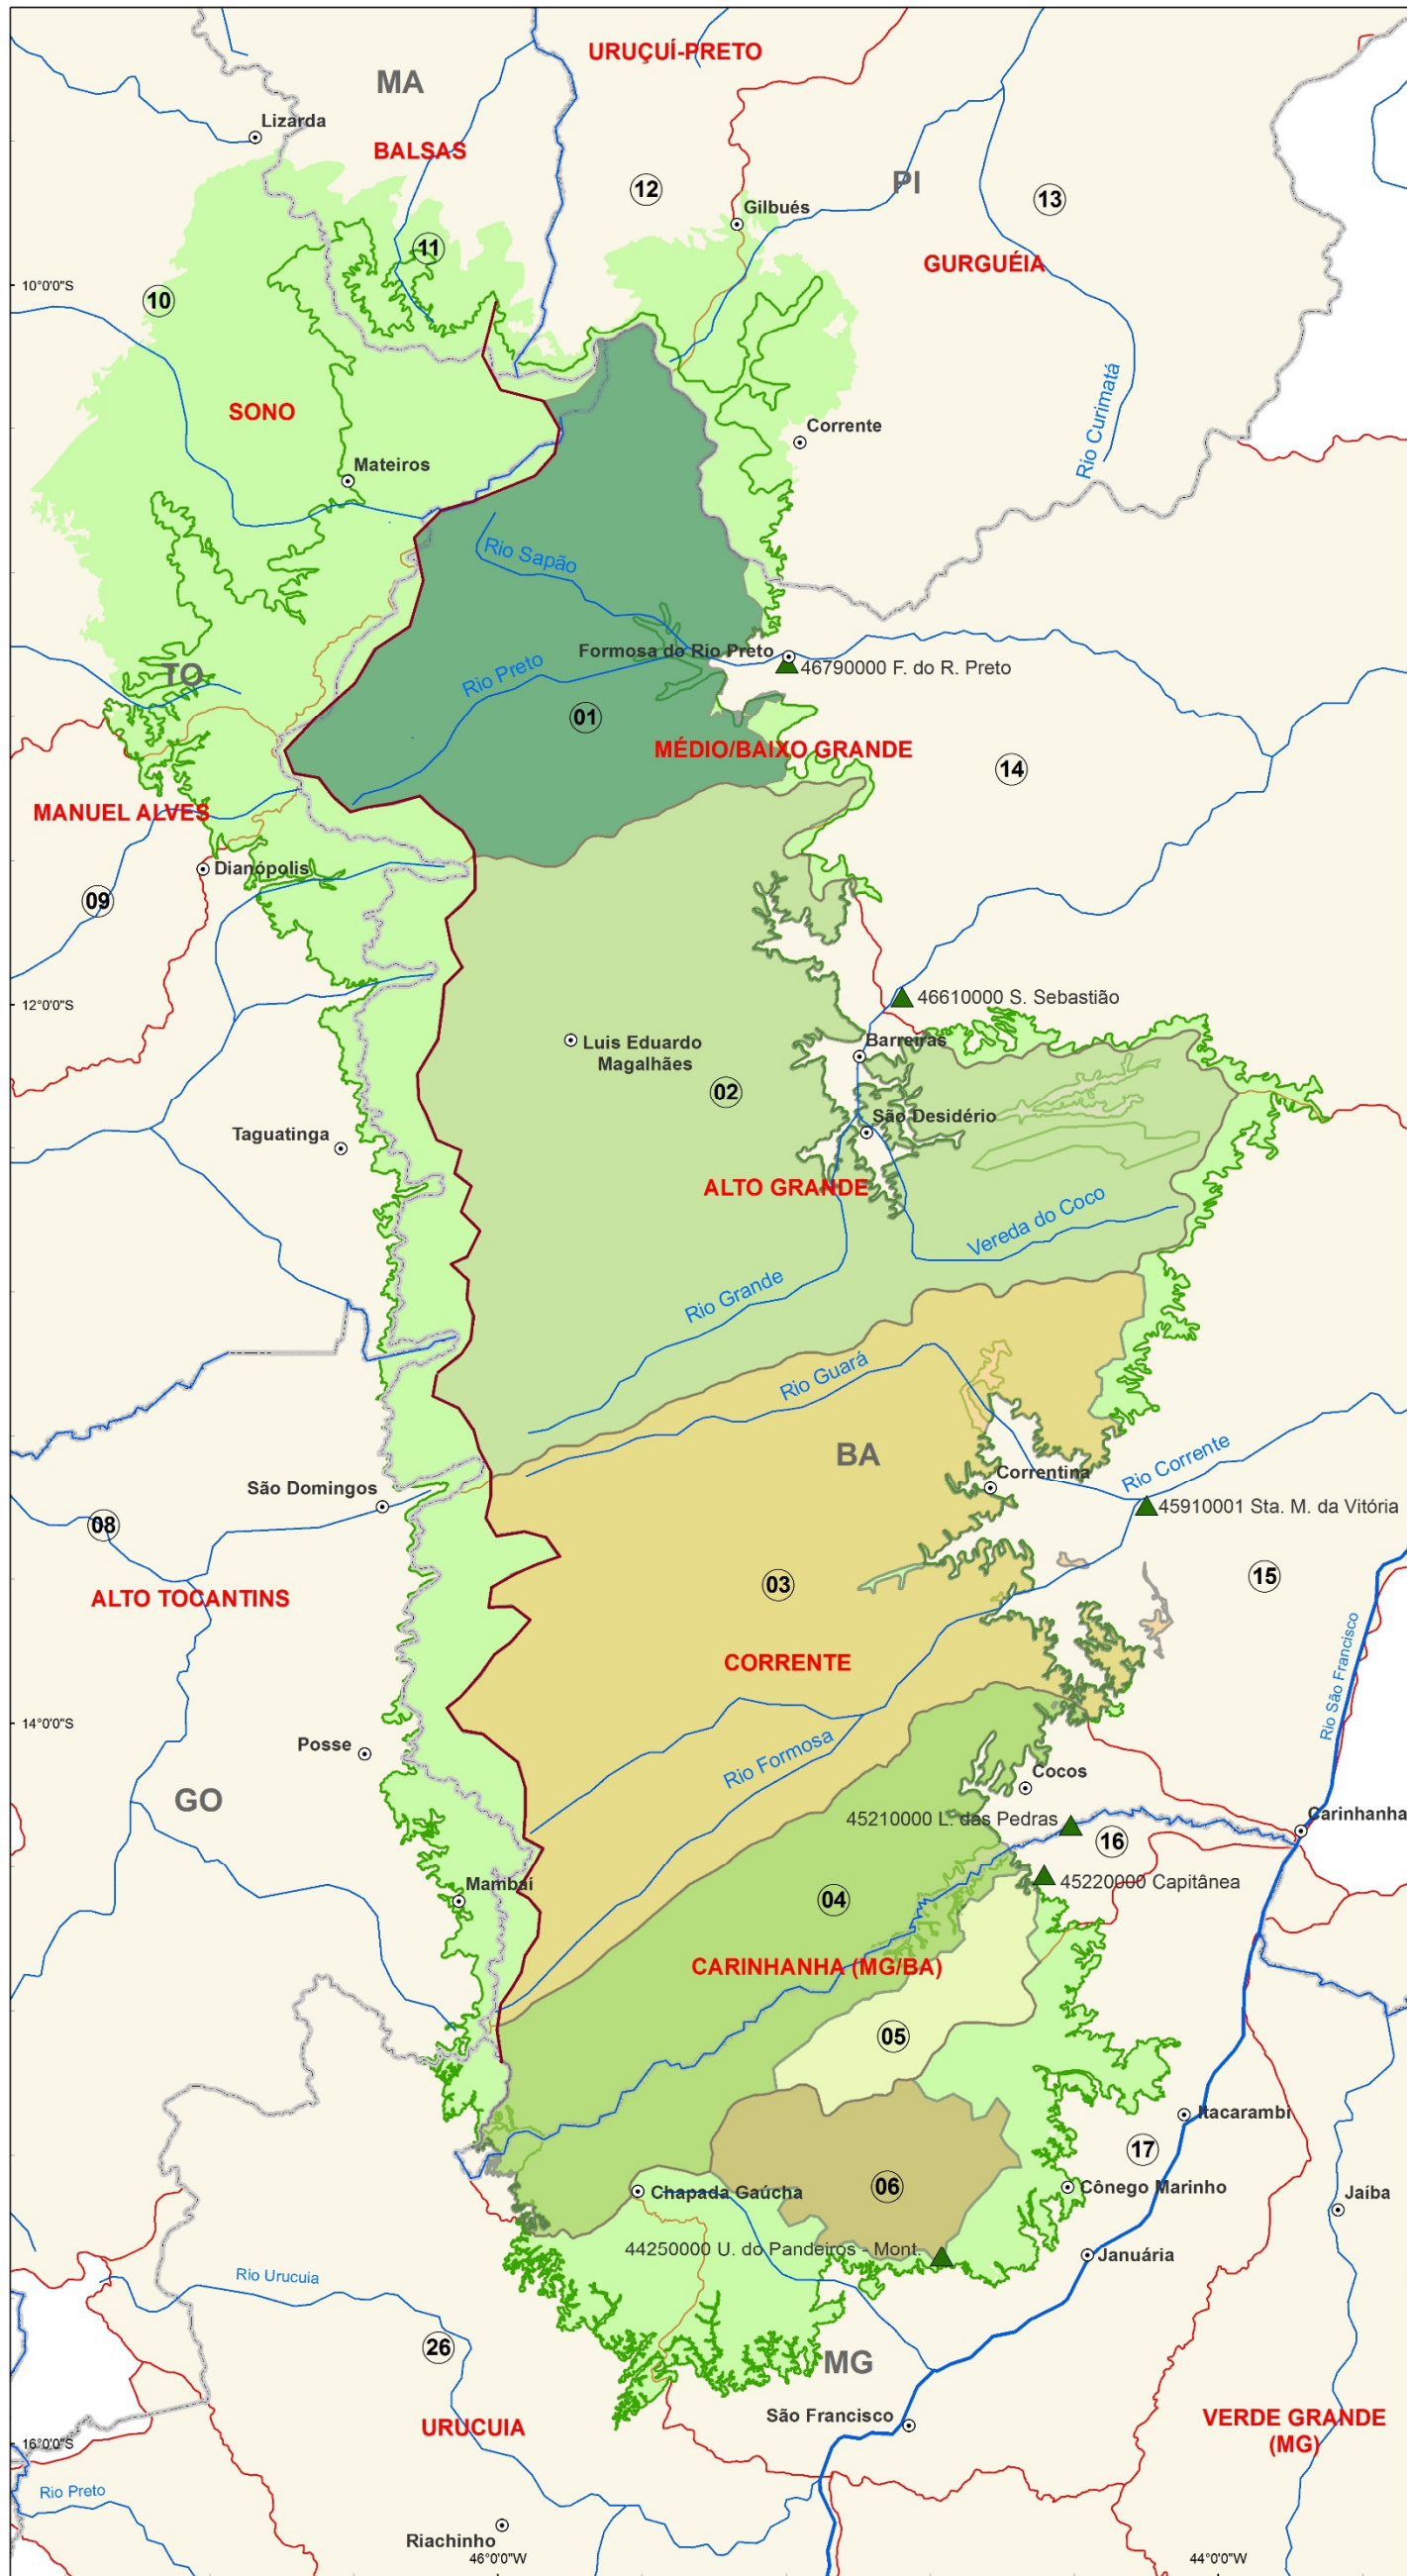 URUÇUÍ-PRETO
MA
Lizarda
BALSAS
12
PI
13
Gilbués
11
GURGUÉIA
10°0'0"S
10
Rio Curimatá
SONO
Corrente
Mateiros
Rio Sapão
Formosa do Rio Preto
46790000 F. do R. Preto
TO
Rio Preto
01
MÉDIO/BAIXO GRANDE
14
MANUEL ALVES
Dianópolis
09
46610000 S. Sebastião
12°0'0"S
Barreiras
Luis Eduardo
Magalhães
02
São Desidério
Taguatinga
ALTO GRANDE
Vereda do Coco
Rio Grande
Rio Guará
BA
Rio Corrente
Correntina
São Domingos
45910001 Sta. M. da Vitória
08
15
03
ALTO TOCANTINS
CORRENTE
Rio São Francisco
14°0'0"S
Posse
Rio Formosa
Cocos
GO
45210000 L. das Pedras
Carinhanha
16
Mambaí
45220000 Capitânea
04
CARINHANHA (MG/BA)
05
Itacarambi
17
06
Cônego Marinho
Chapada Gaúcha
Jaíba
44250000 U. do Pandeiros - Mont.
Januária
Rio Urucuia
26
MG
São Francisco
VERDE GRANDE
(MG)
URUCUIA
16°0'0"S
Rio Preto
Riachinho
46°0'0"W
44°0'0"W